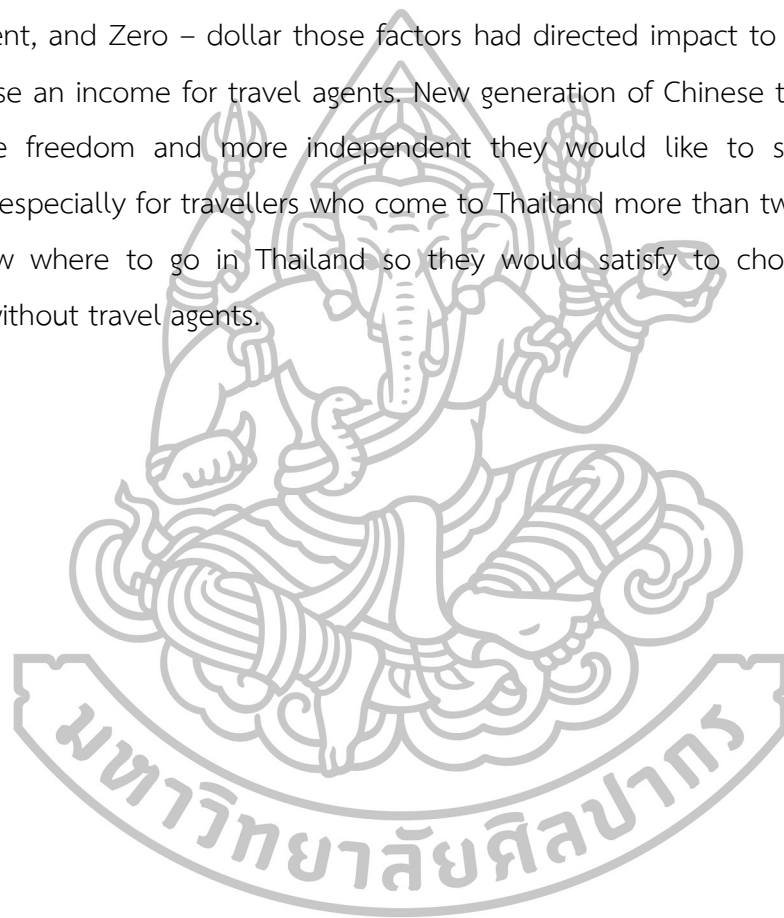 ent, and Zero – dollar those factors had directed impact to
se an income for travel agents. New generation of Chinese t
e freedom and more independent they would like to s
especially for travellers who come to Thailand more than tw
w where to go in Thailand so they would satisfy to cho
without travel agents.
มหาวิทยาลัยศิลปากร